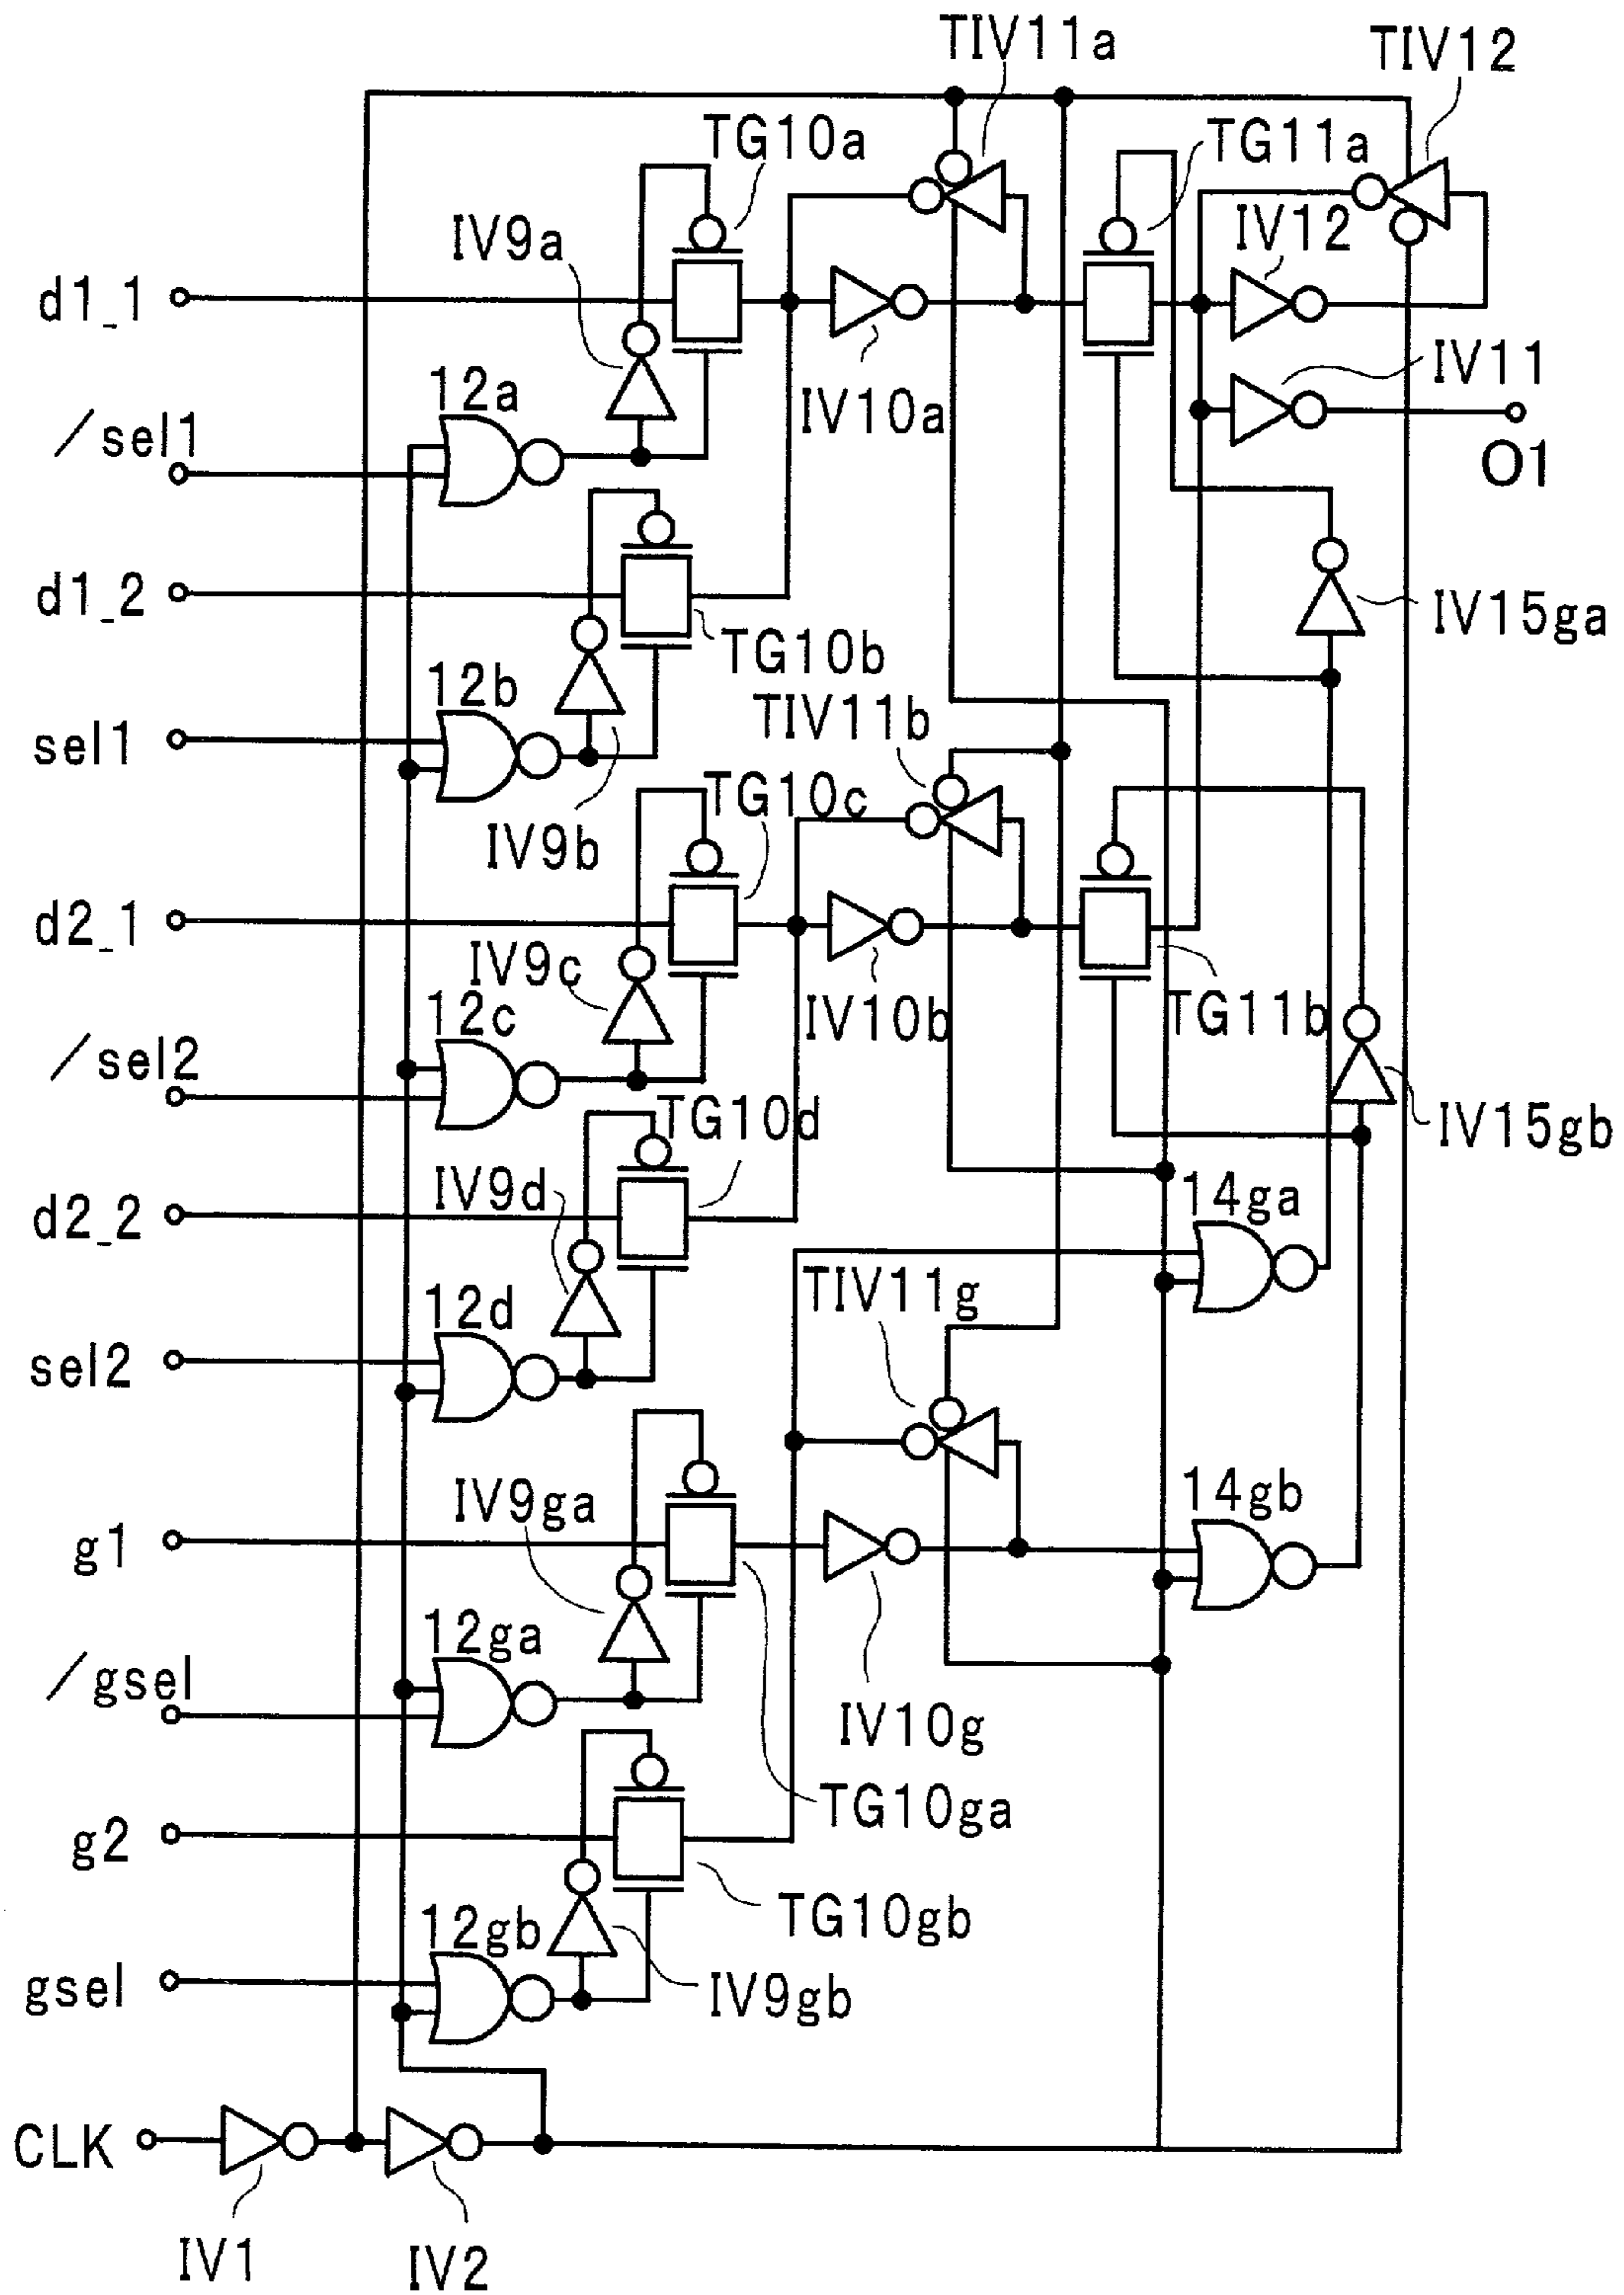 TIV11a
TIV12
TG10a
TG11a
IV9a
IV12
d1_1
IV11
12a
IV10a
/sel1
O1
d1_2
IV15ga
TG10b
12b
TIV11b
sel1
TG10c
IV9b
d2_1
IV9c
TG11b
12c
IV10b
/sel2
TG10d
IV15gb
IV9d
14ga
d2_2
TIV11g
12d
sel2
IV9ga
14gb
g1
12ga
/gsel
IV10g
TG10ga
g2
TG10gb
12gb
gsel
IV9gb
CLK
IV1
IV2